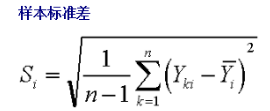 样本标准差
S_i = \sqrt{\frac{1}{n-1}\sum_{k=1}^{n}\left(Y_{ki}-\overline{Y}_i\right)^2}